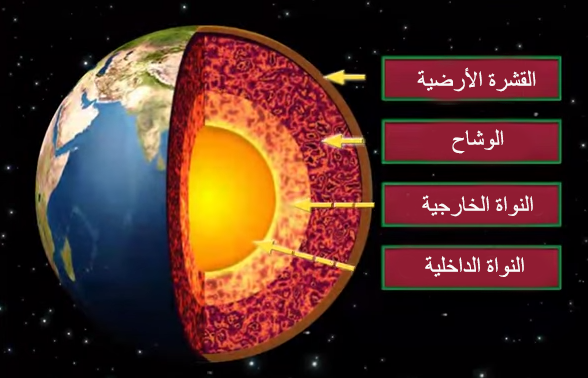 القشرة الأرضية
الوشاح
النواة الخارجية
النواة الداخلية